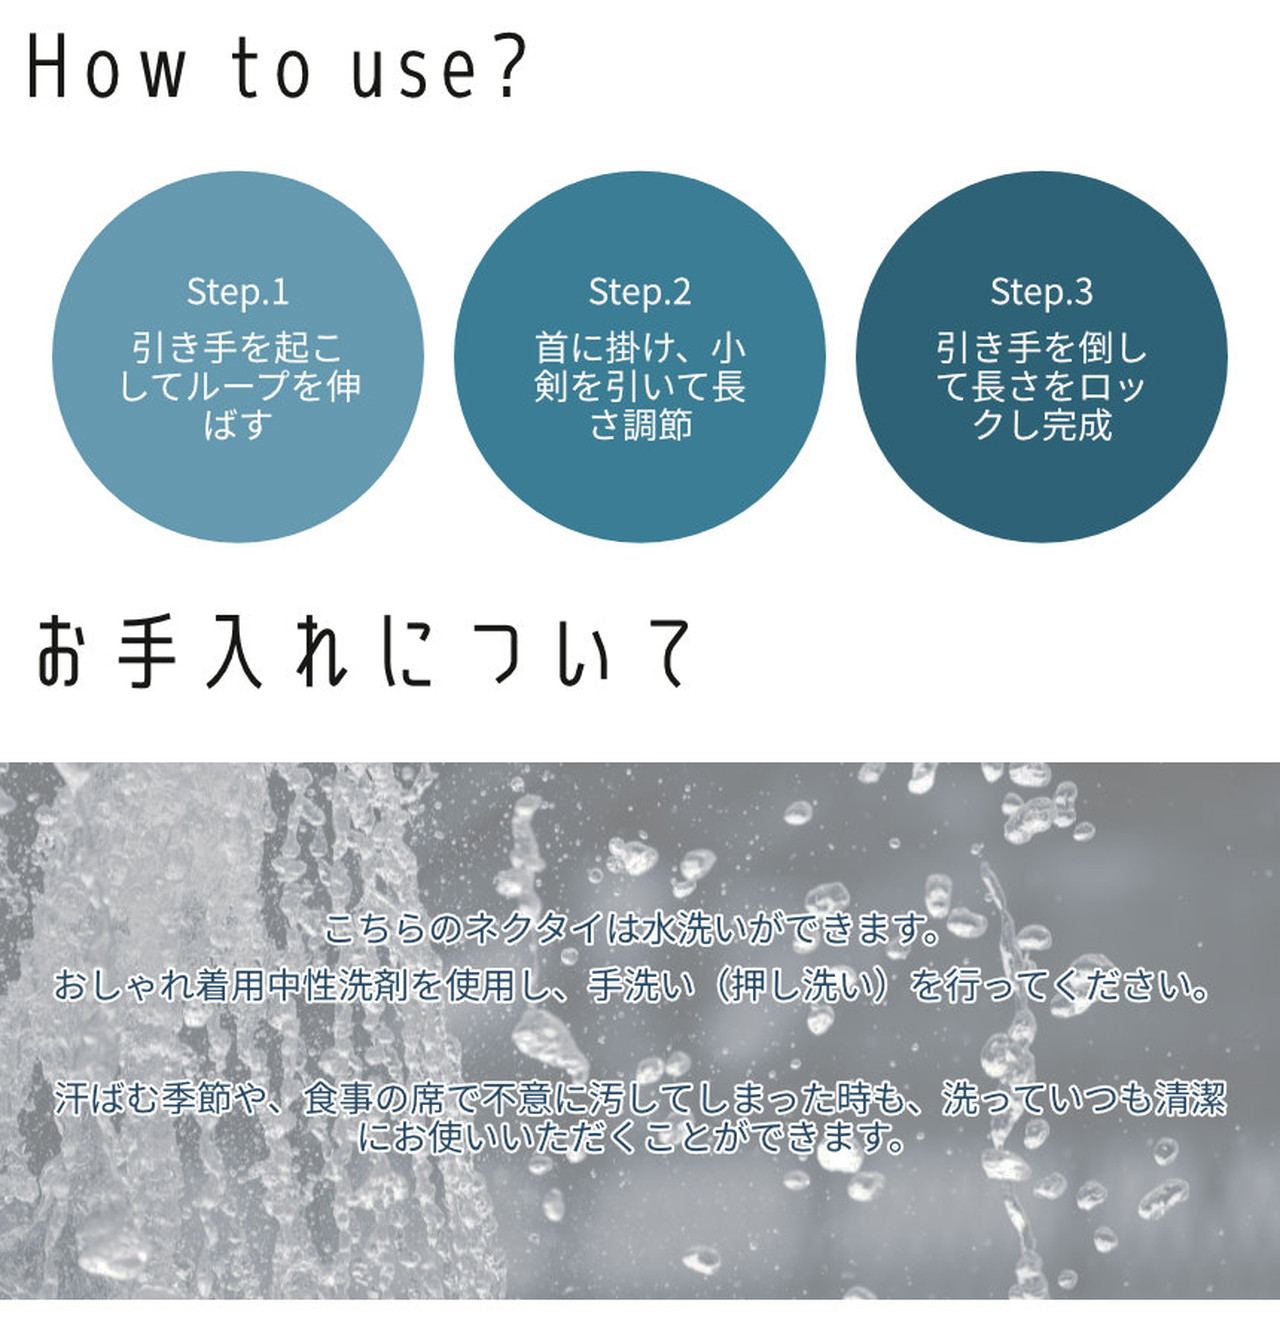 How to use?
Step.1
引き手を起こ
してループを伸
ばす
Step.2
首に掛け、小
剣を引いて長
さ調節
Step.3
引き手を倒し
て長さをロッ
クし完成
お手入れについて
こちらのネクタイは水洗いができます。
おしゃれ着用中性洗剤を使用し、手洗い（押し洗い）を行ってください。
汗ばむ季節や、食事の席で不意に汚してしまった時も、洗っていつも清潔
にお使いいただくことができます。